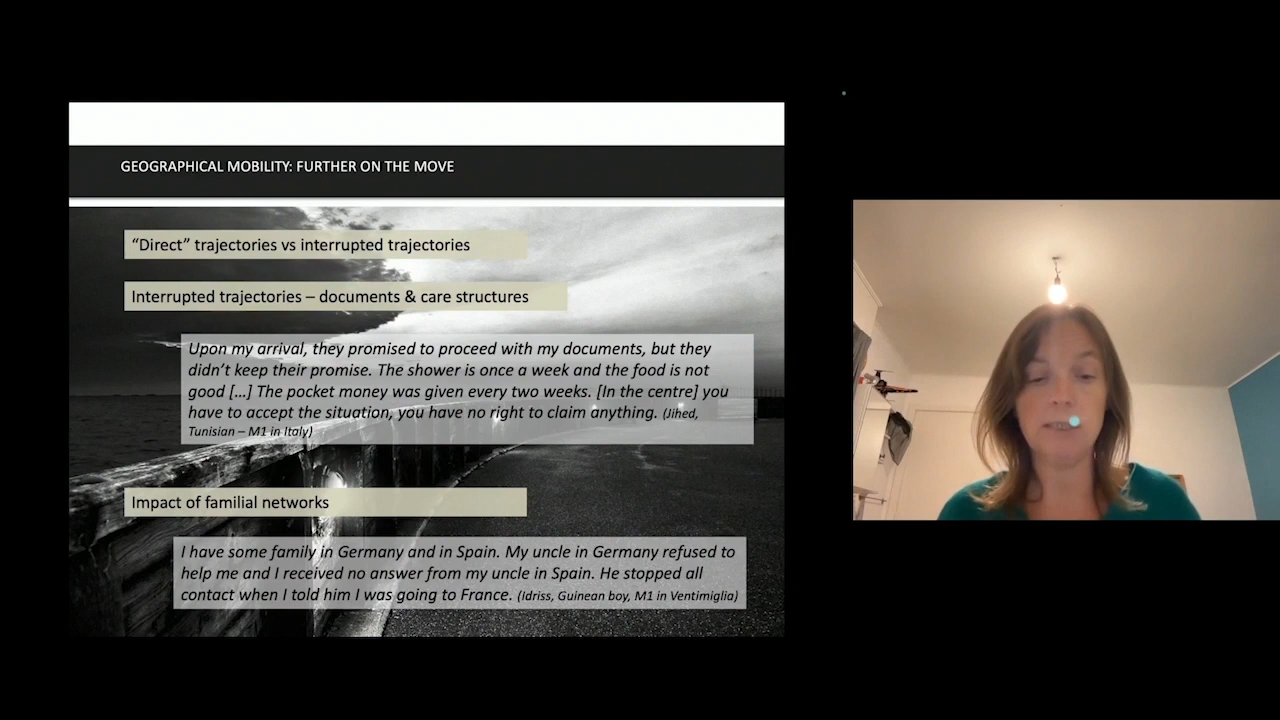 GEOGRAPHICAL MOBILITY: FURTHER ON THE MOVE
“Direct” trajectories vs interrupted trajectories
Interrupted trajectories – documents & care structures
Upon my arrival, they promised to proceed with my documents, but they
didn’t keep their promise. The shower is once a week and the food is not
good […] The pocket money was given every two weeks. [In the centre] you
have to accept the situation, you have no right to claim anything. (Jihed,
Tunisian – M1 in Italy)
Impact of familial networks
I have some family in Germany and in Spain. My uncle in Germany refused to
help me and I received no answer from my uncle in Spain. He stopped all
contact when I told him I was going to France. (Idriss, Guinean boy, M1 in Ventimiglia)